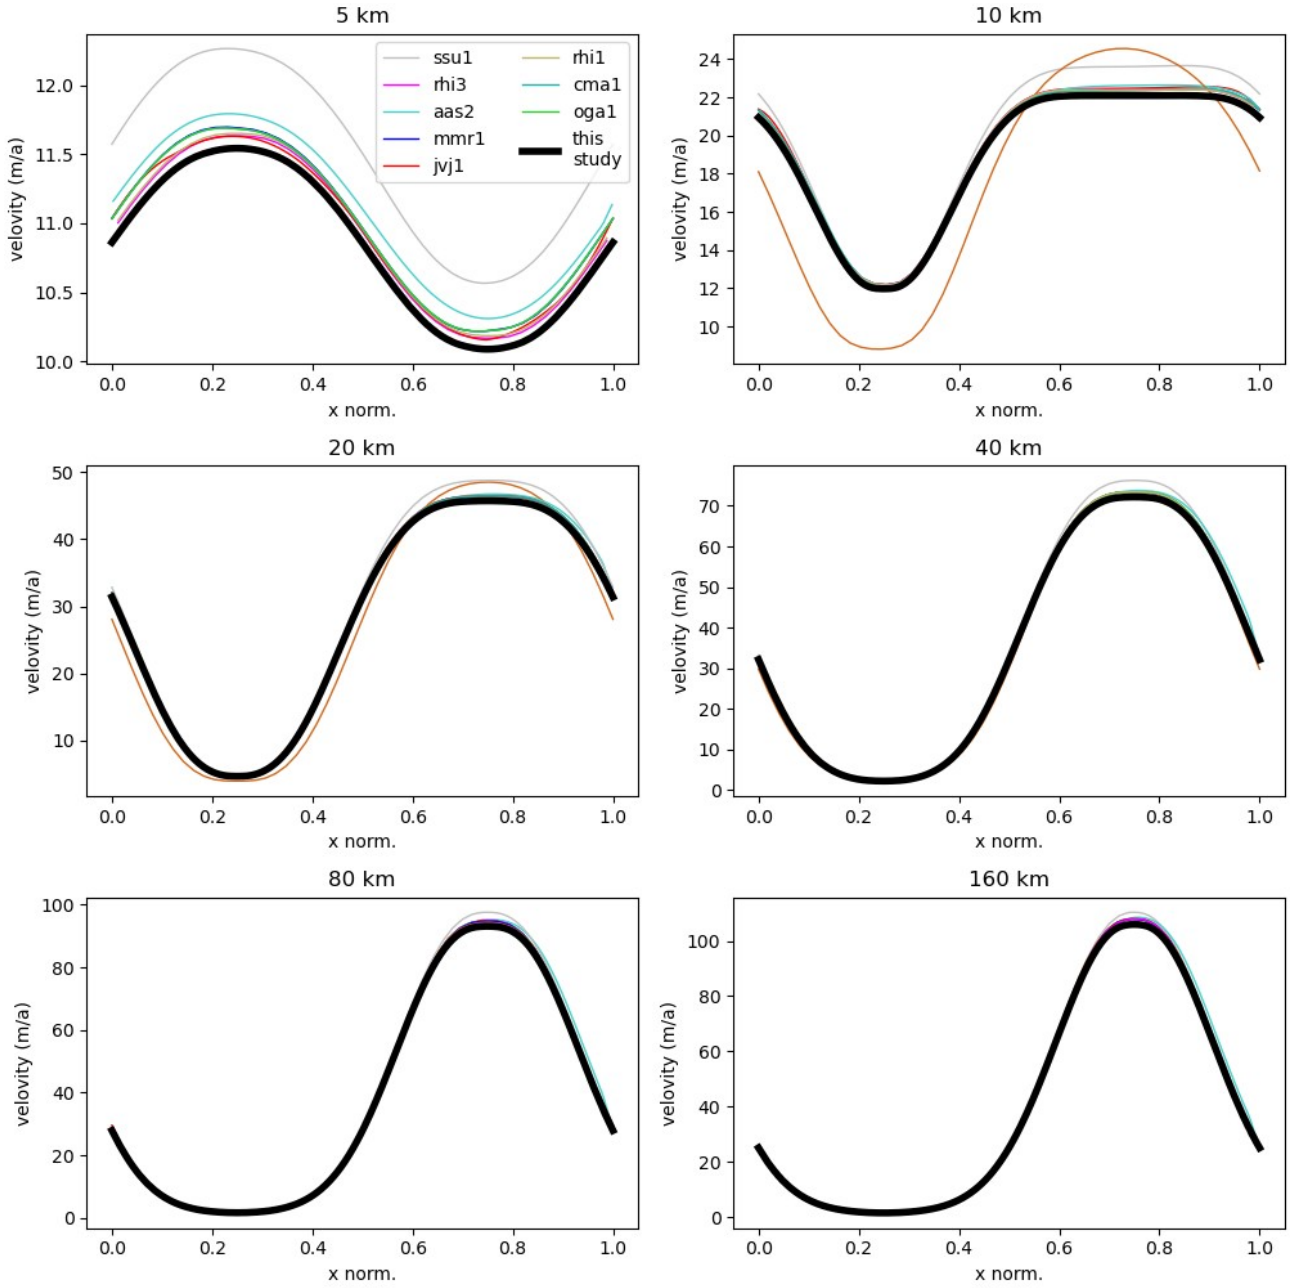 5 km
12.0
11.5
11.0
10.5
10.0
velovity (m/a)
0.0 0.2 0.4 0.6 0.8 1.0
x norm.
ssu1
rhi3
aas2
mmr1
jvj1
rhi1
cma1
oga1
this
study
10 km
24
22
20
18
16
14
12
10
velovity (m/a)
0.0 0.2 0.4 0.6 0.8 1.0
x norm.
20 km
50
40
30
20
10
velovity (m/a)
0.0 0.2 0.4 0.6 0.8 1.0
x norm.
40 km
70
60
50
40
30
20
10
0
velovity (m/a)
0.0 0.2 0.4 0.6 0.8 1.0
x norm.
80 km
100
80
60
40
20
0
velovity (m/a)
0.0 0.2 0.4 0.6 0.8 1.0
x norm.
160 km
100
80
60
40
20
0
velovity (m/a)
0.0 0.2 0.4 0.6 0.8 1.0
x norm.